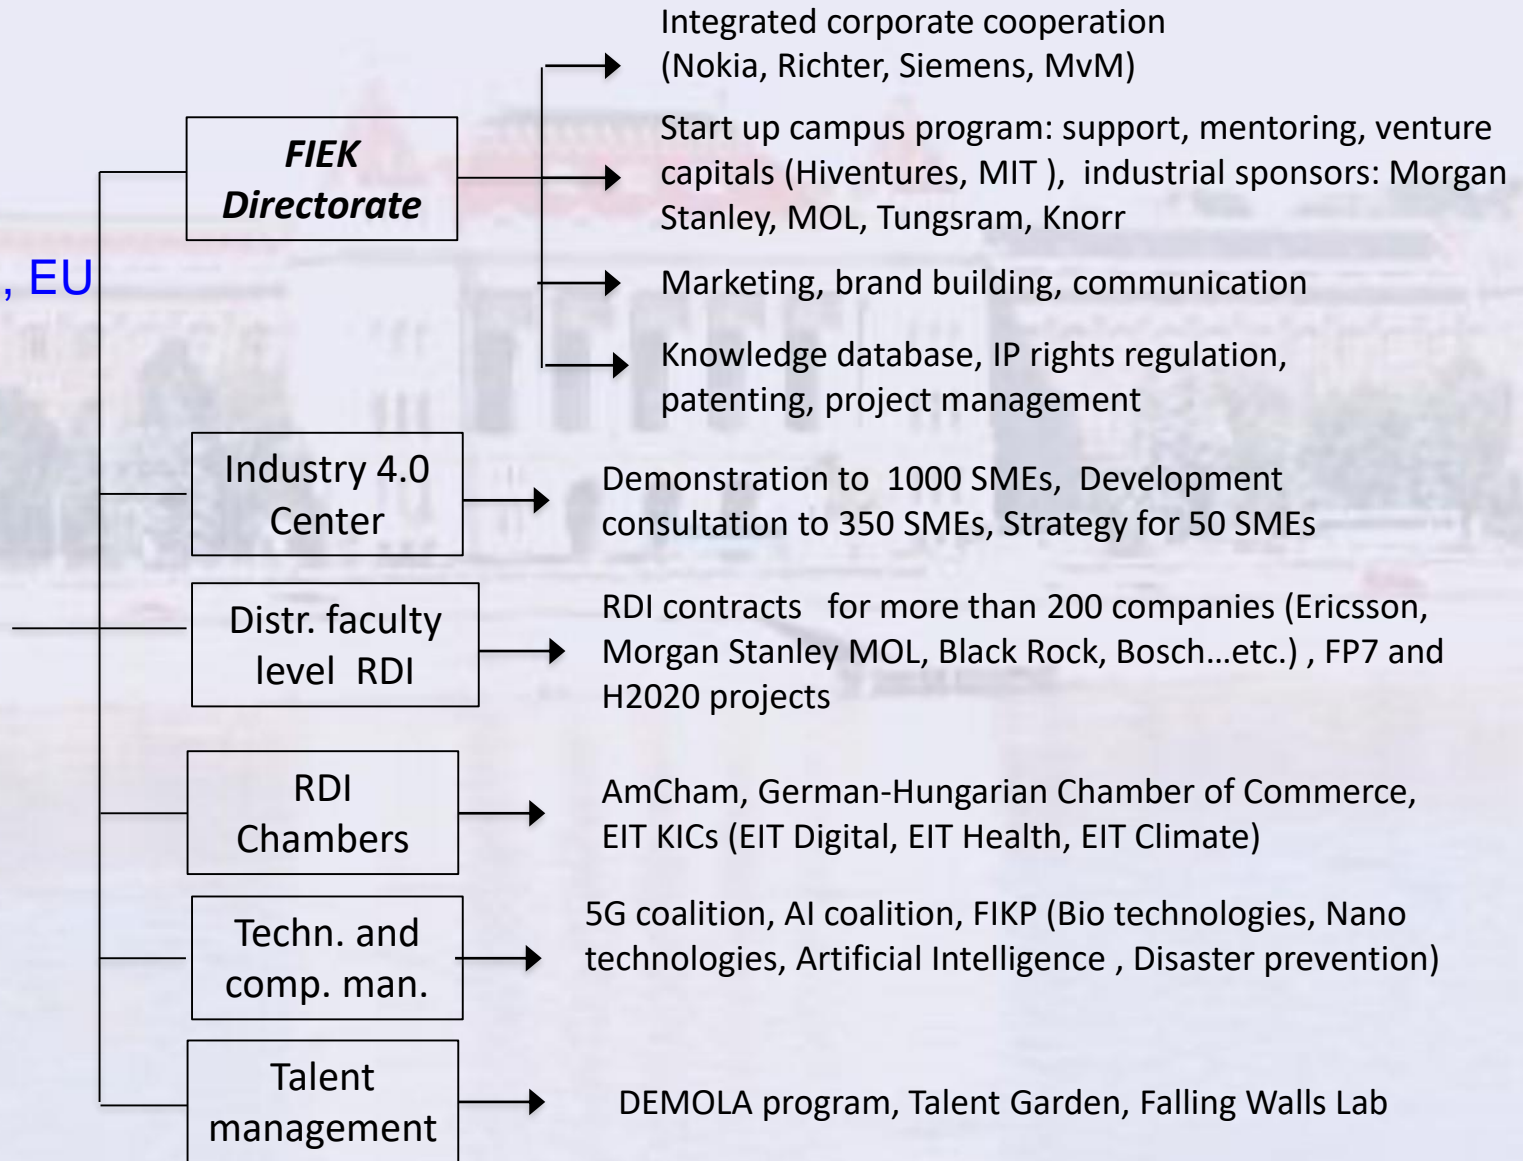 Integrated corporate cooperation
(Nokia, Richter, Siemens, MvM)
FIEK
Directorate
Start up campus program: support, mentoring, venture
capitals (Hiventures, MIT ),  industrial sponsors: Morgan
Stanley, MOL, Tungsram, Knorr
, EU
Marketing, brand building, communication
Knowledge database, IP rights regulation,
patenting, project management
Industry 4.0
Center
Demonstration to  1000 SMEs,  Development
consultation to 350 SMEs, Strategy for 50 SMEs
Distr. faculty
level  RDI
RDI contracts   for more than 200 companies (Ericsson,
Morgan Stanley MOL, Black Rock, Bosch...etc.) , FP7 and
H2020 projects
RDI
Chambers
AmCham, German-Hungarian Chamber of Commerce,
EIT KICs (EIT Digital, EIT Health, EIT Climate)
Techn. and
comp. man.
5G coalition, AI coalition, FIKP (Bio technologies, Nano
technologies, Artificial Intelligence , Disaster prevention)
Talent
management
DEMOLA program, Talent Garden, Falling Walls Lab